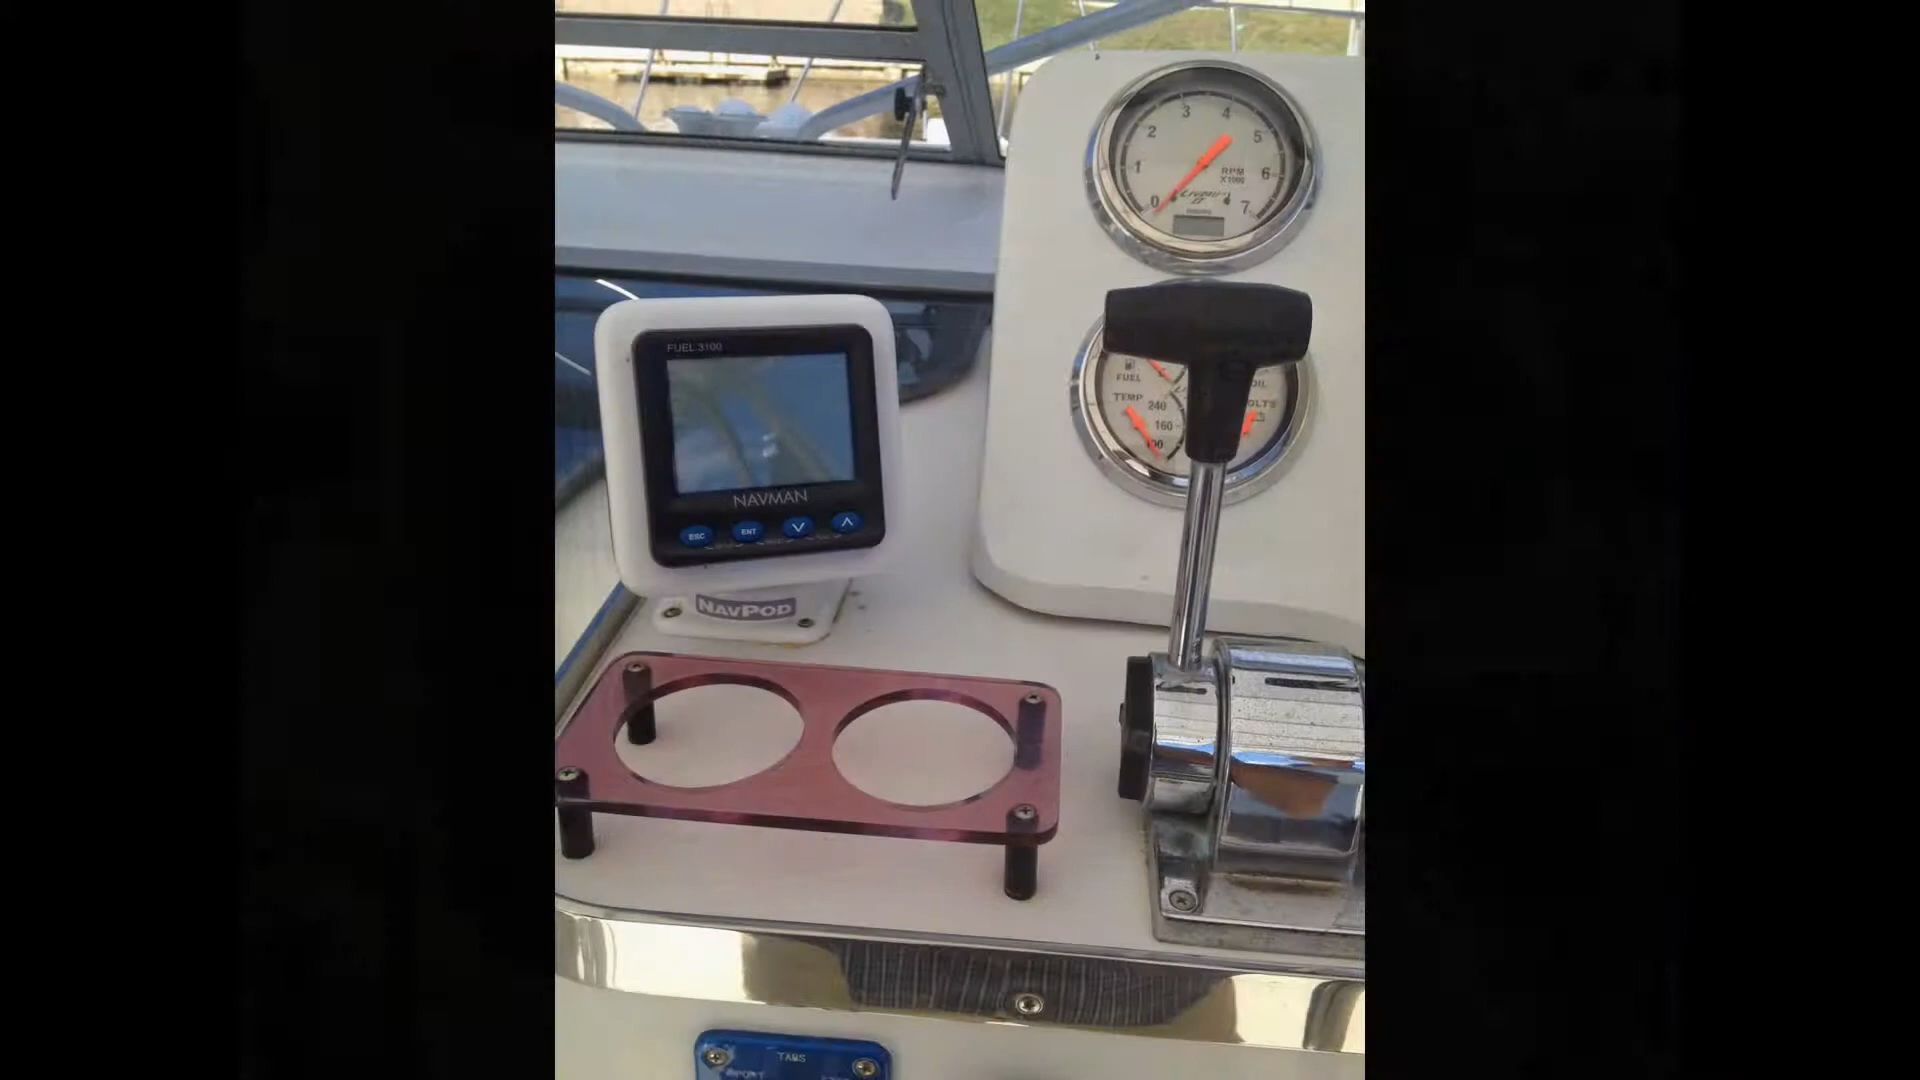 0 1 2 3 4 5 6 7
RPM
X1000
FUEL 3100
FUEL
OIL
TEMP
240
160
NAVMAN
ESC ENT
NAVPOD
TABS